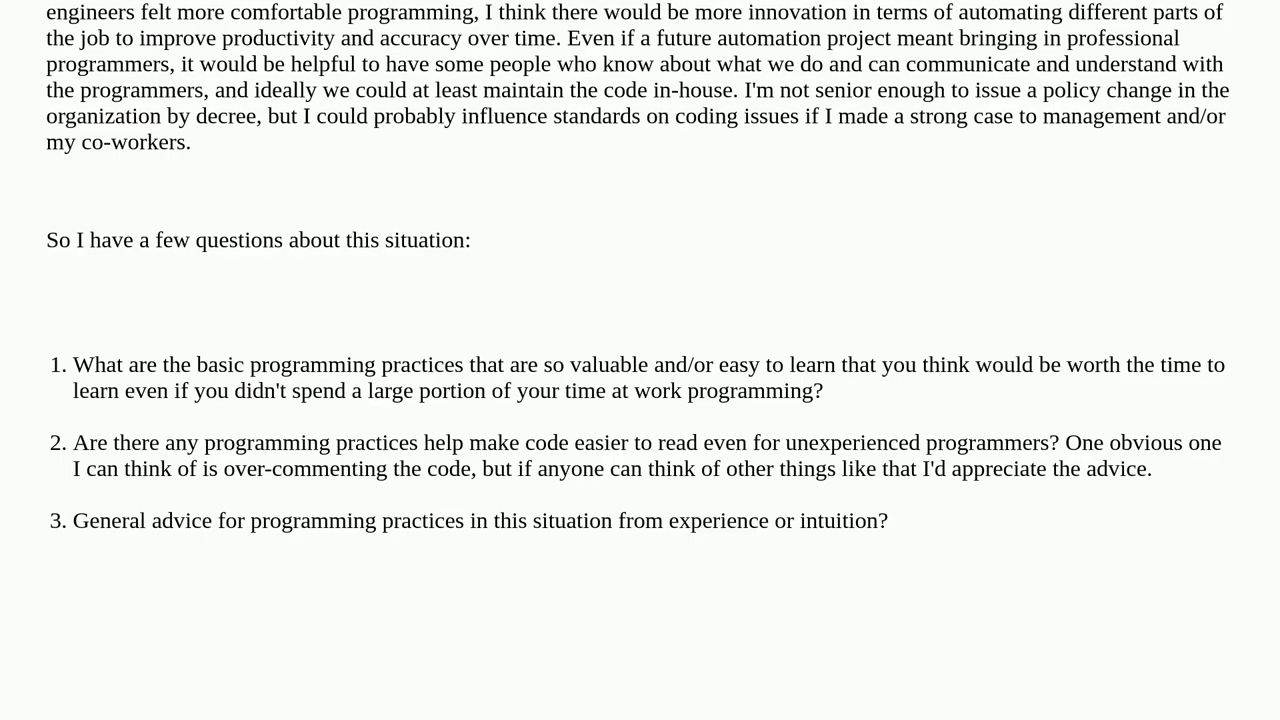 engineers felt more comfortable programming, I think there would be more innovation in terms of automating different parts of
the job to improve productivity and accuracy over time. Even if a future automation project meant bringing in professional
programmers, it would be helpful to have some people who know about what we do and can communicate and understand with
the programmers, and ideally we could at least maintain the code in-house. I'm not senior enough to issue a policy change in the
organization by decree, but I could probably influence standards on coding issues if I made a strong case to management and/or
my co-workers.
So I have a few questions about this situation:
1. What are the basic programming practices that are so valuable and/or easy to learn that you think would be worth the time to
learn even if you didn't spend a large portion of your time at work programming?
2. Are there any programming practices help make code easier to read even for unexperienced programmers? One obvious one
I can think of is over-commenting the code, but if anyone can think of other things like that I'd appreciate the advice.
3. General advice for programming practices in this situation from experience or intuition?